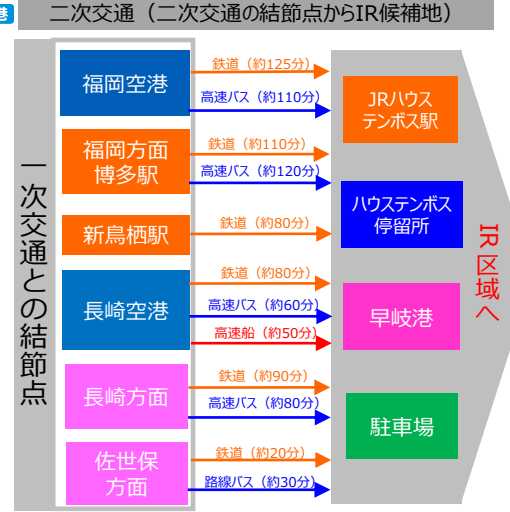 港
二次交通（二次交通の結節点からIR候補地）
一次交通との結節点
福岡空港
鉄道（約125分）
高速バス（約110分）
福岡方面
博多駅
鉄道（約110分）
高速バス（約120分）
新鳥栖駅
鉄道（約80分）
長崎空港
鉄道（約80分）
高速バス（約60分）
高速船（約50分）
長崎方面
鉄道（約90分）
高速バス（約80分）
佐世保
方面
鉄道（約20分）
路線バス（約30分）
JRハウス
テンボス駅
ハウステンボス
停留所
早岐港
駐車場
IR区域へ